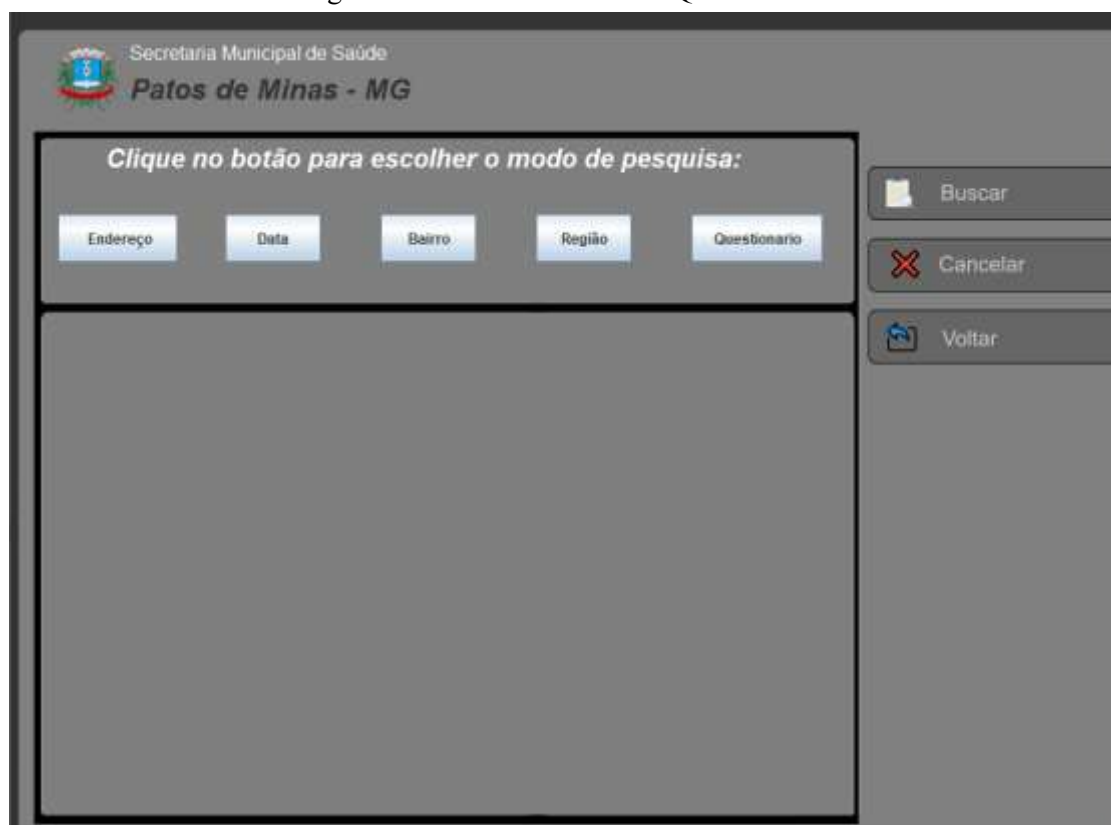 Secretaria Municipal de Saúde
Patos de Minas - MG
Clique no botão para escolher o modo de pesquisa:
Endereço Data Bairro Região Questionario
Buscar
Cancelar
Voltar